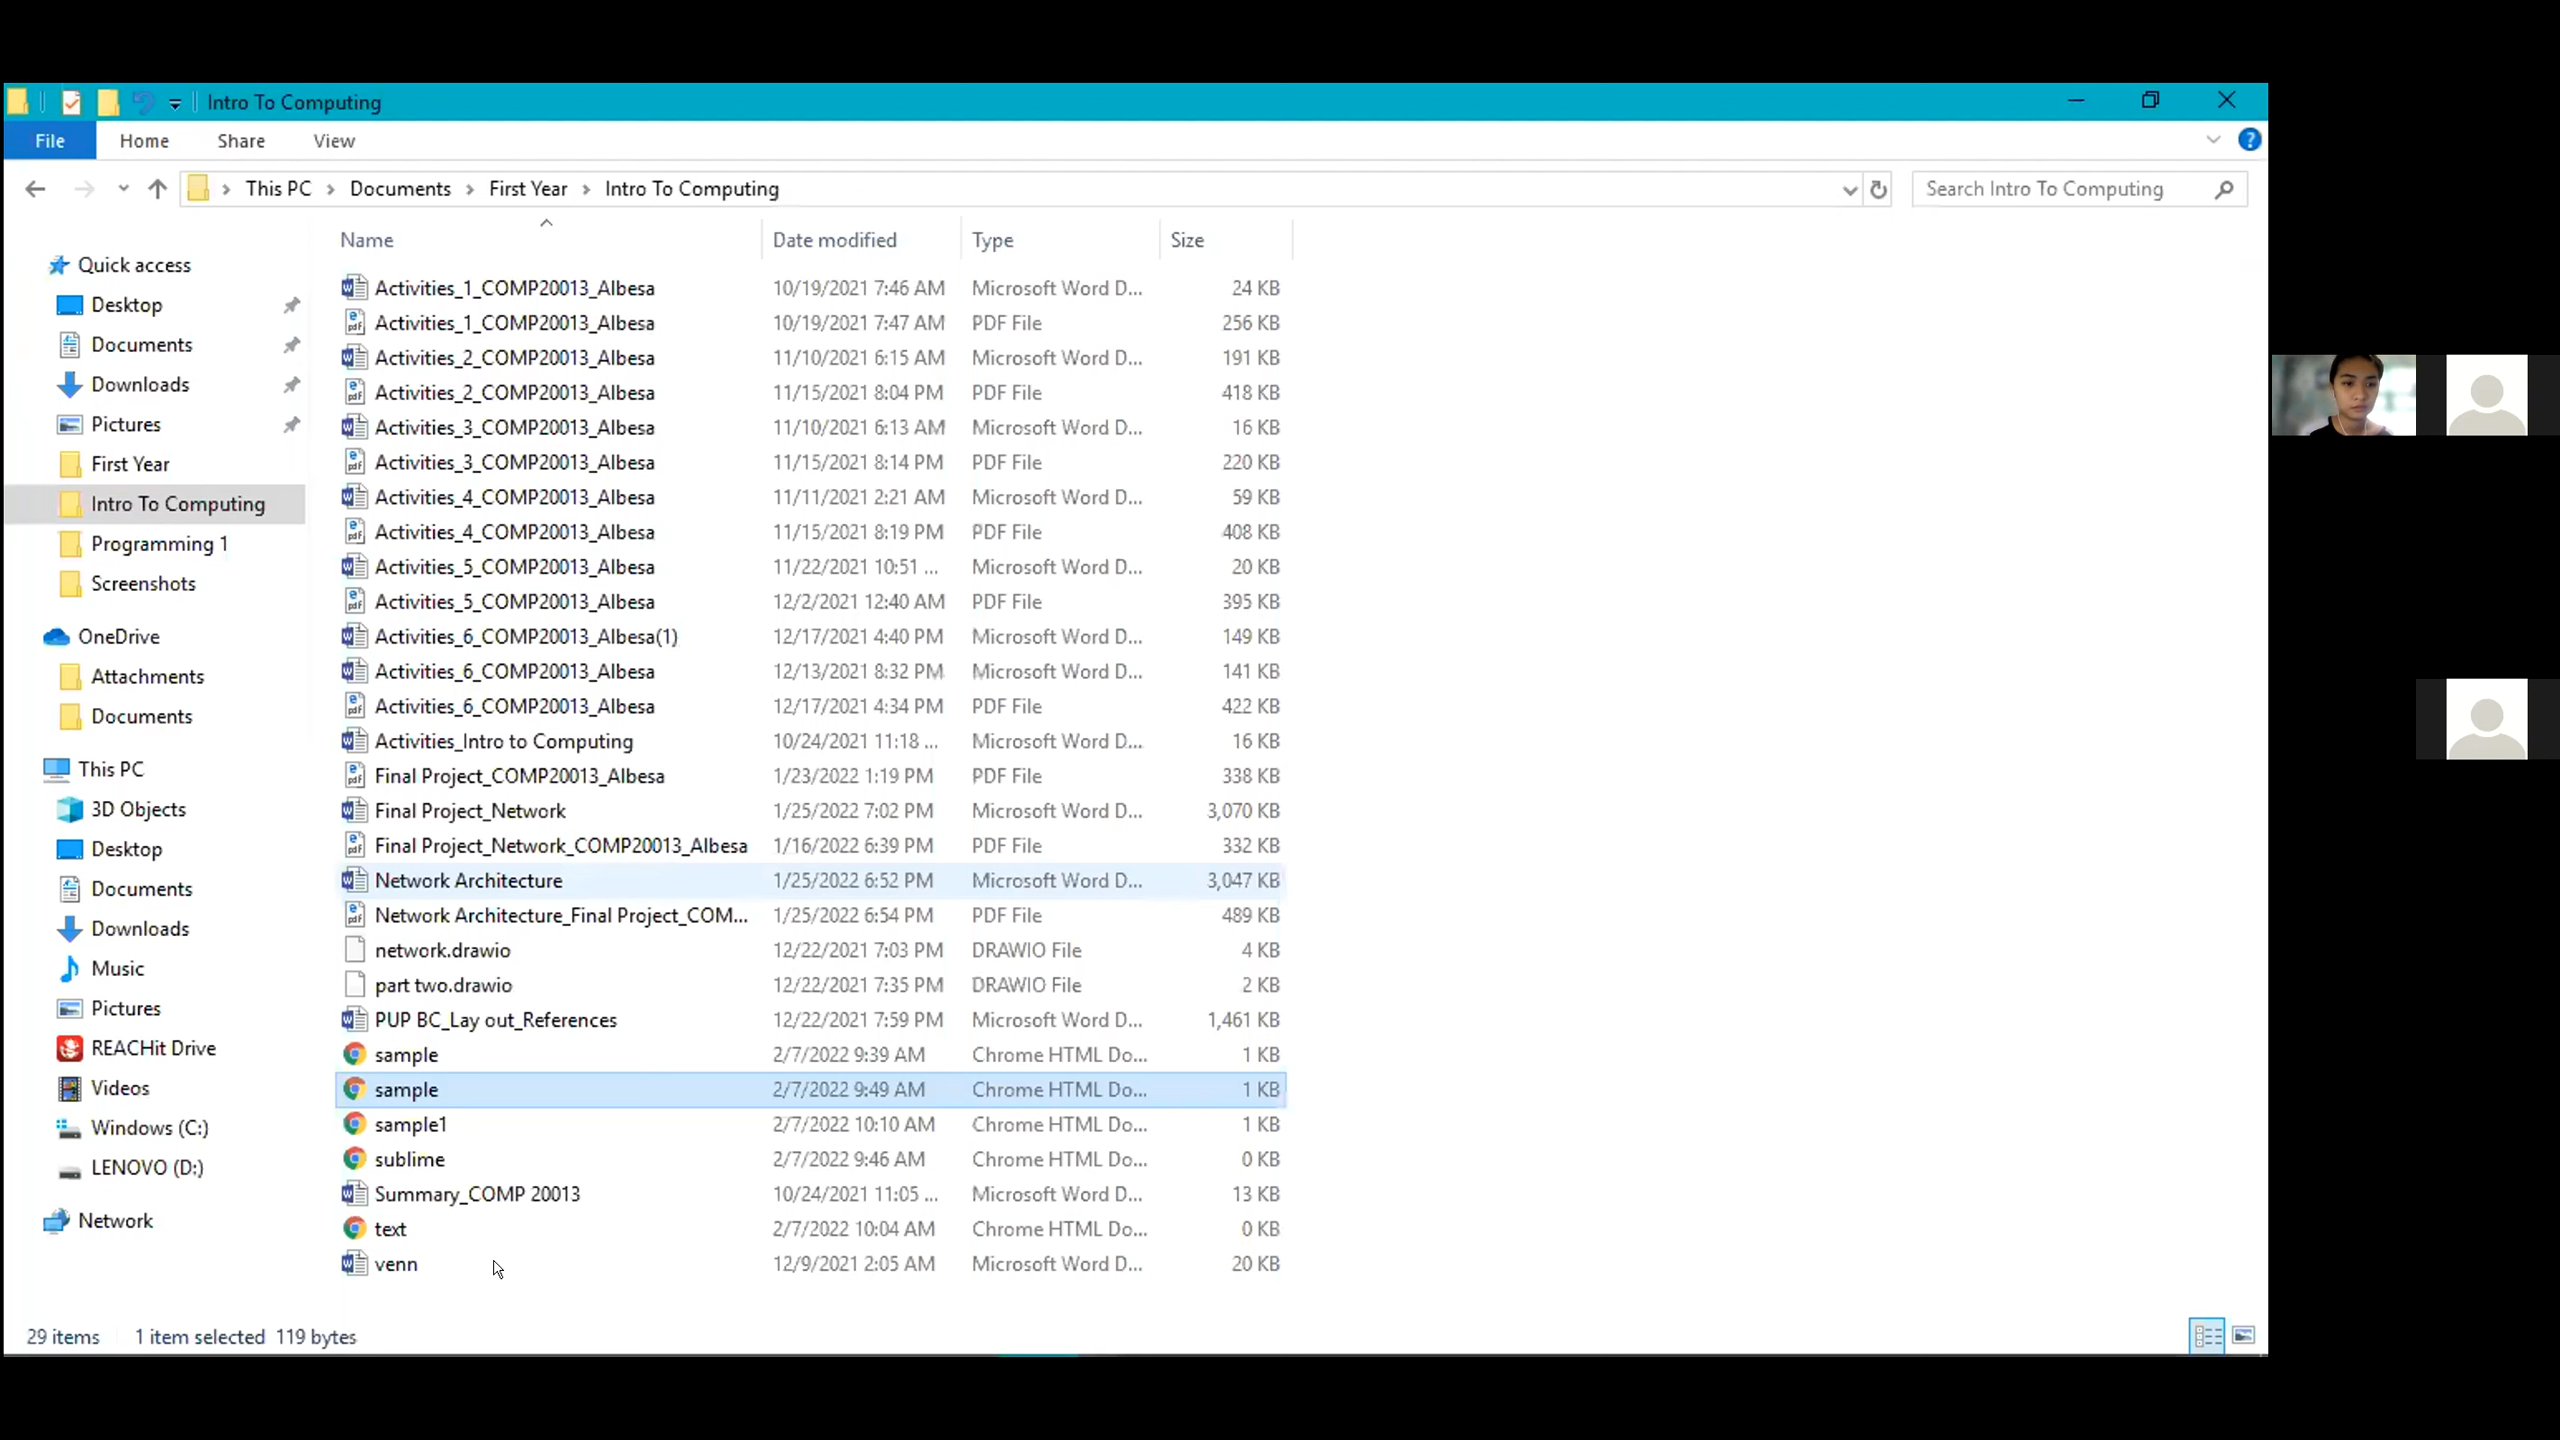 Intro To Computing
File Home Share View
This PC Documents First Year Intro To Computing Search Intro To Computing
Name Date modified Type Size
Quick access
Desktop
Documents
Downloads
Pictures
First Year
Intro To Computing
Programming 1
Screenshots
OneDrive
Attachments
Documents
This PC
3D Objects
Desktop
Documents
Downloads
Music
Pictures
REACHit Drive
Videos
Windows (C:)
LENOVO (D:)
Network
Activities_1_COMP20013_Albesa 10/19/2021 7:46 AM Microsoft Word D... 24 KB
Activities_1_COMP20013_Albesa 10/19/2021 7:47 AM PDF File 256 KB
Activities_2_COMP20013_Albesa 11/10/2021 6:15 AM Microsoft Word D... 191 KB
Activities_2_COMP20013_Albesa 11/15/2021 8:04 PM PDF File 418 KB
Activities_3_COMP20013_Albesa 11/10/2021 6:13 AM Microsoft Word D... 16 KB
Activities_3_COMP20013_Albesa 11/15/2021 8:14 PM PDF File 220 KB
Activities_4_COMP20013_Albesa 11/11/2021 2:21 AM Microsoft Word D... 59 KB
Activities_4_COMP20013_Albesa 11/15/2021 8:19 PM PDF File 408 KB
Activities_5_COMP20013_Albesa 11/22/2021 10:51 ... Microsoft Word D... 20 KB
Activities_5_COMP20013_Albesa 12/2/2021 12:40 AM PDF File 395 KB
Activities_6_COMP20013_Albesa(1) 12/17/2021 4:40 PM Microsoft Word D... 149 KB
Activities_6_COMP20013_Albesa 12/13/2021 8:32 PM Microsoft Word D... 141 KB
Activities_6_COMP20013_Albesa 12/17/2021 4:34 PM PDF File 422 KB
Activities_Intro to Computing 10/24/2021 11:18 ... Microsoft Word D... 16 KB
Final Project_COMP20013_Albesa 1/23/2022 1:19 PM PDF File 338 KB
Final Project_Network 1/25/2022 7:02 PM Microsoft Word D... 3,070 KB
Final Project_Network_COMP20013_Albesa 1/16/2022 6:39 PM PDF File 332 KB
Network Architecture 1/25/2022 6:52 PM Microsoft Word D... 3,047 KB
Network Architecture_Final Project_COM... 1/25/2022 6:54 PM PDF File 489 KB
network.drawio 12/22/2021 7:03 PM DRAWIO File 4 KB
part two.drawio 12/22/2021 7:35 PM DRAWIO File 2 KB
PUP BC_Lay out_References 12/22/2021 7:59 PM Microsoft Word D... 1,461 KB
sample 2/7/2022 9:39 AM Chrome HTML Do... 1 KB
sample 2/7/2022 9:49 AM Chrome HTML Do... 1 KB
sample1 2/7/2022 10:10 AM Chrome HTML Do... 1 KB
sublime 2/7/2022 9:46 AM Chrome HTML Do... 0 KB
Summary_COMP 20013 10/24/2021 11:05 ... Microsoft Word D... 13 KB
text 2/7/2022 10:04 AM Chrome HTML Do... 0 KB
venn 12/9/2021 2:05 AM Microsoft Word D... 20 KB
29 items 1 item selected 119 bytes